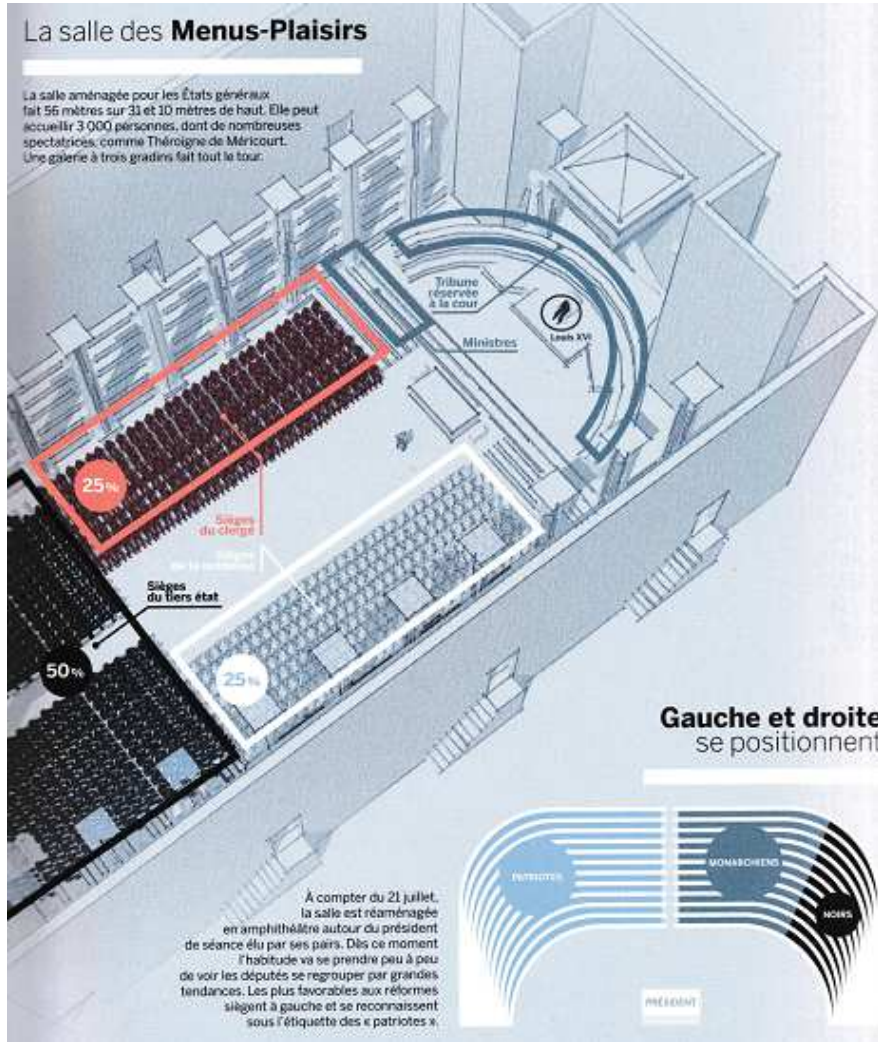 La salle des Menus-Plaisirs
La salle aménagée pour les États généraux
fait 56 mètres sur 31 et 10 mètres de haut. Elle peut
accueillir 3 000 personnes, dont de nombreuses
spectatrices, comme Théroigne de Méricourt.
Une galerie à trois gradins fait tout le tour.
Tribune
réservée
à la cour
Louis XVI
Ministres
25%
Sièges
du clergé
Sièges
de la noblesse
Sièges
du tiers état
50%
25%
Gauche et droite
se positionnent
À compter du 21 juillet,
la salle est réaménagée
en amphithéâtre autour du président
de séance élu par ses pairs. Dès ce moment
l'habitude va se prendre peu à peu
de voir les députés se regrouper par grandes
tendances. Les plus favorables aux réformes
siègent à gauche et se reconnaissent
sous l'étiquette des « patriotes ».
PATRIOTES
MONARCHIENS
NOIRS
PRÉSIDENT